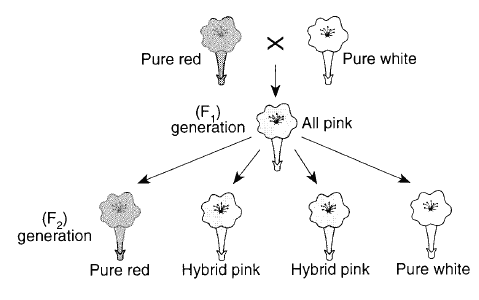 X
Pure red
Pure white
(F₁)
generation
All pink
(F₂)
generation
Pure red
Hybrid pink
Hybrid pink
Pure white